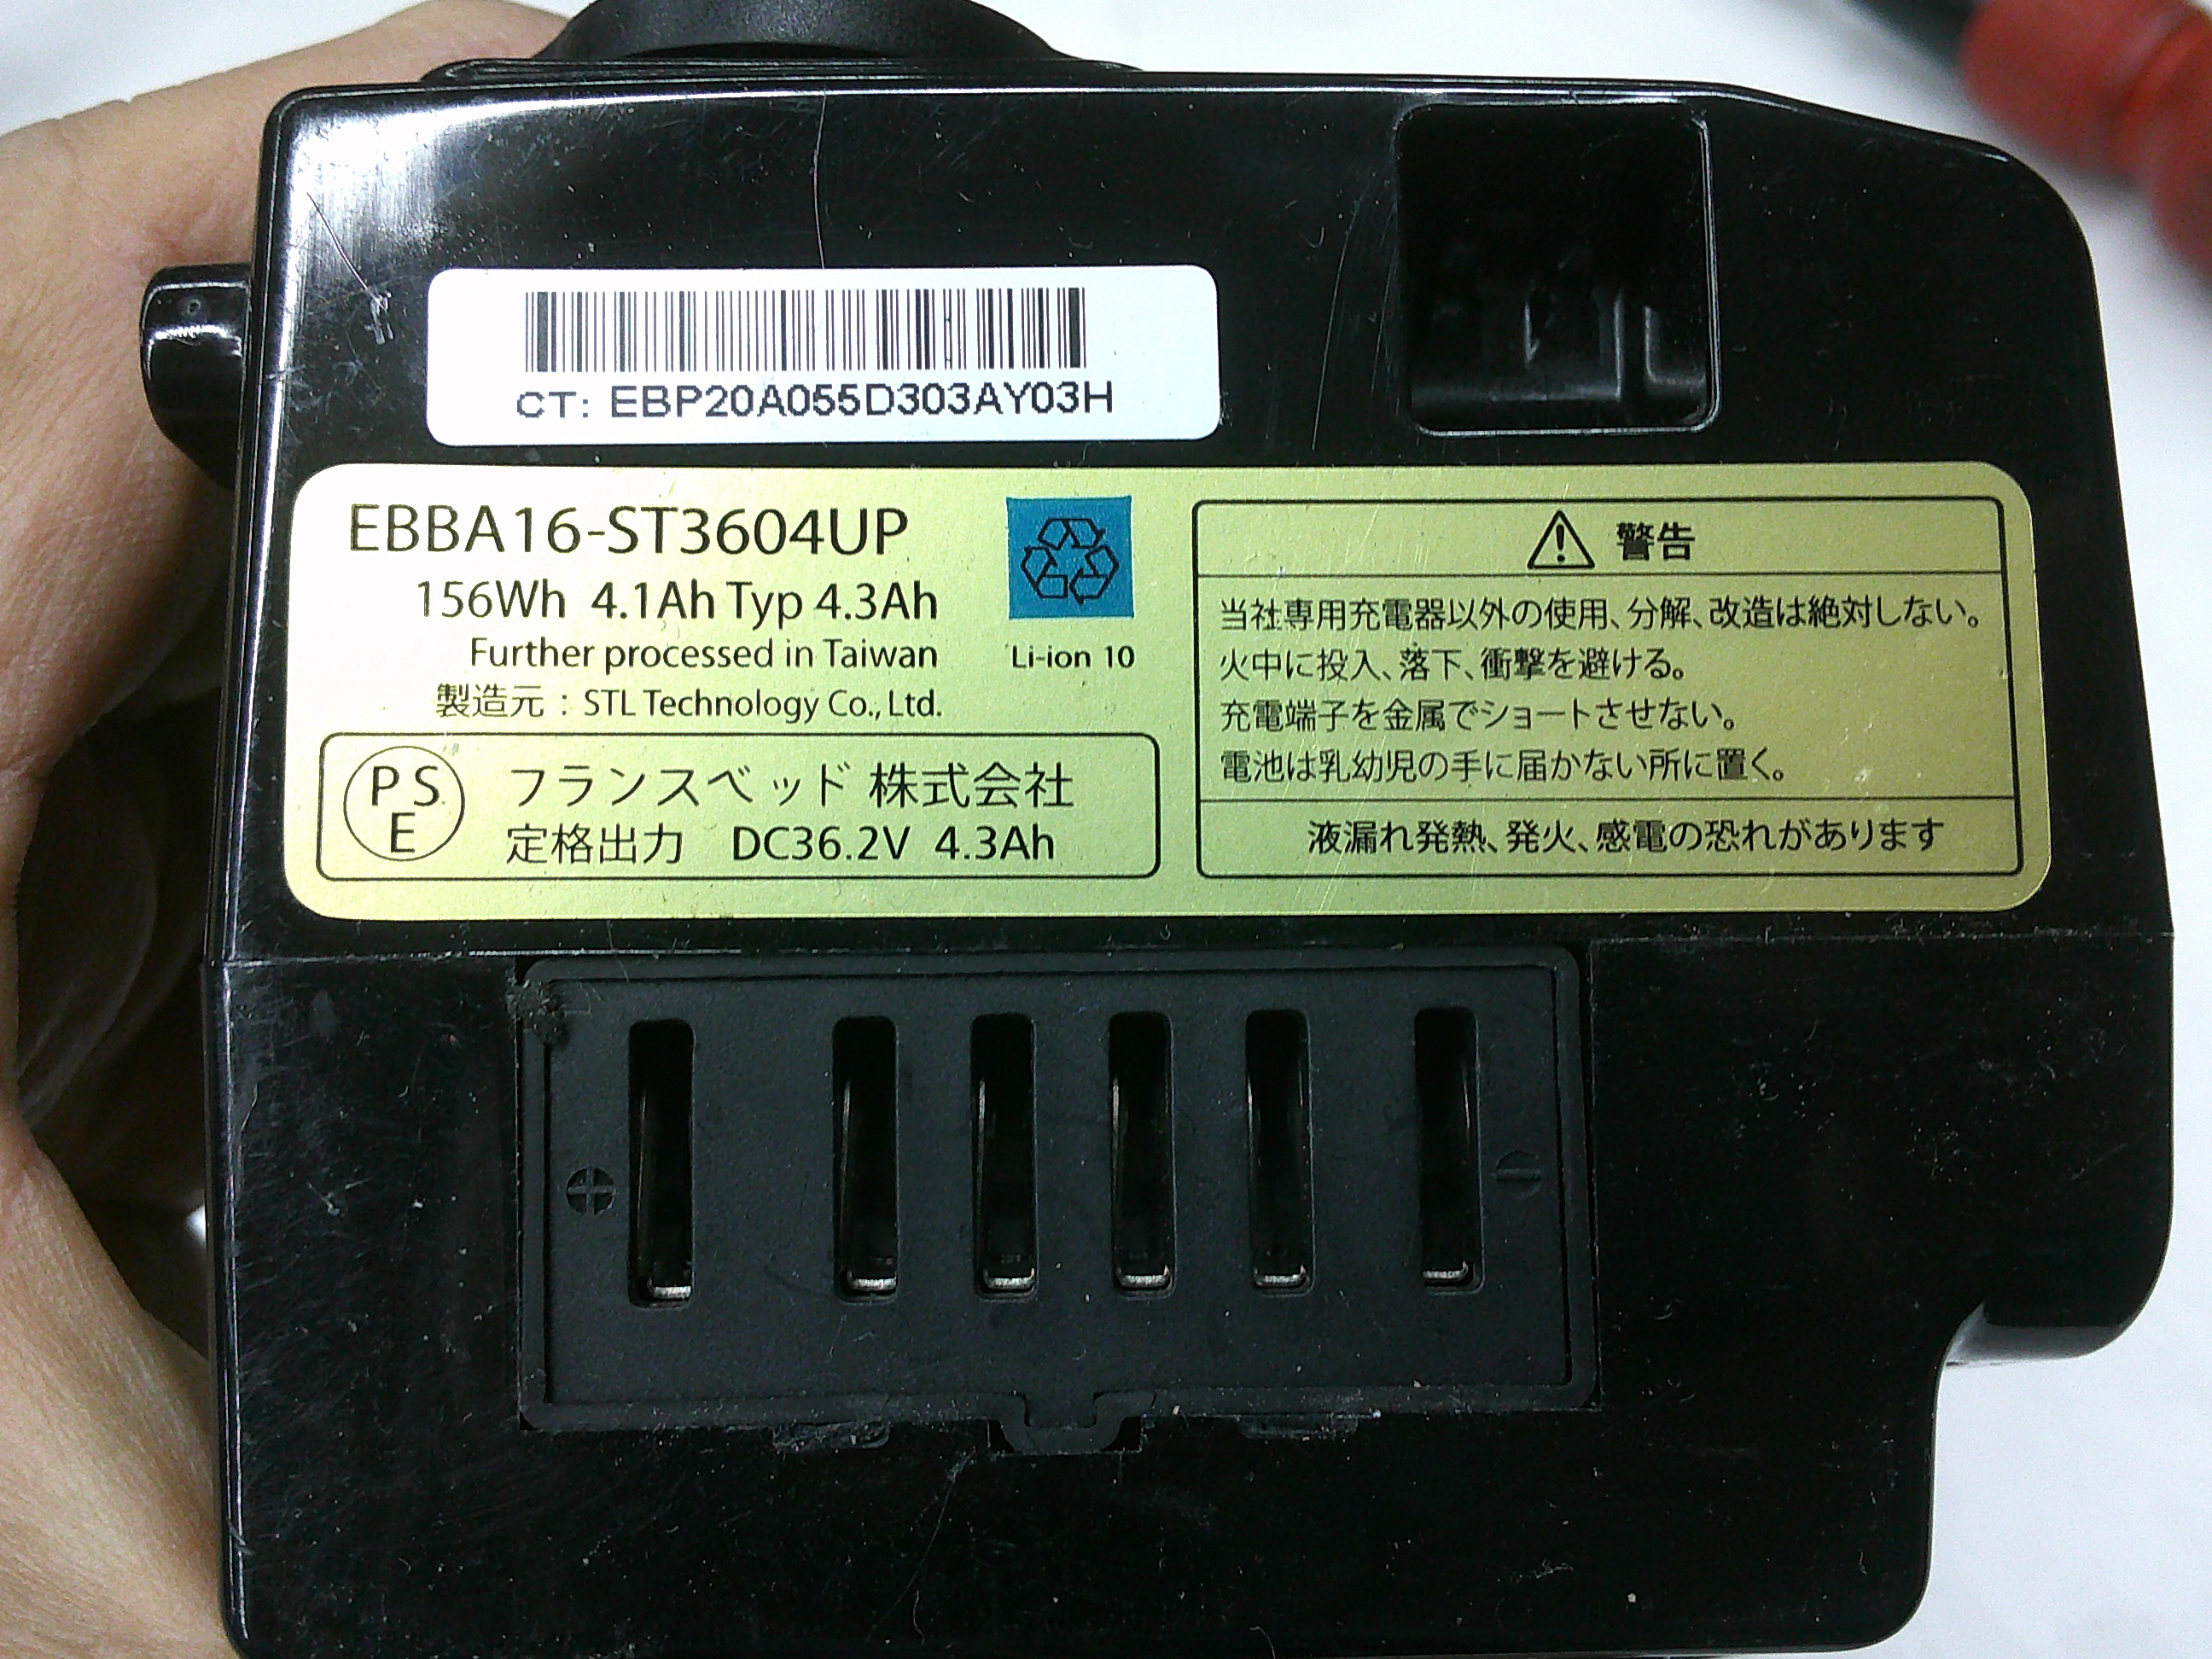 CT: EBP20A055D303AY03H
EBBA16-ST3604UP
156Wh 4.1Ah Typ 4.3Ah
Further processed in Taiwan
製造元：STL Technology Co., Ltd.
Li-ion 10
PSE
フランスベッド 株式会社
定格出力 DC36.2V 4.3Ah
警告
当社専用充電器以外の使用、分解、改造は絶対しない。
火中に投入、落下、衝撃を避ける。
充電端子を金属でショートさせない。
電池は乳幼児の手に届かない所に置く。
液漏れ発熱、発火、感電の恐れがあります